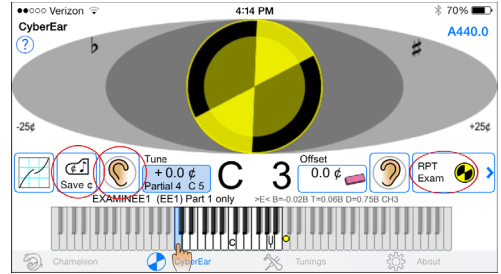 ●●○○○ Verizon 4:14 PM 70%
CyberEar A440.0
?
♭ ♯
-25¢ +25¢
Tune Offset
+ 0.0 ¢ C 3 0.0 ¢ RPT
Save ¢ Partial 4 C 5 Exam
EXAMINEE1 (EE1) Part 1 only >E< B=-0.02B T=0.06B D=0.75B CH3
C
Chameleon CyberEar Tunings About